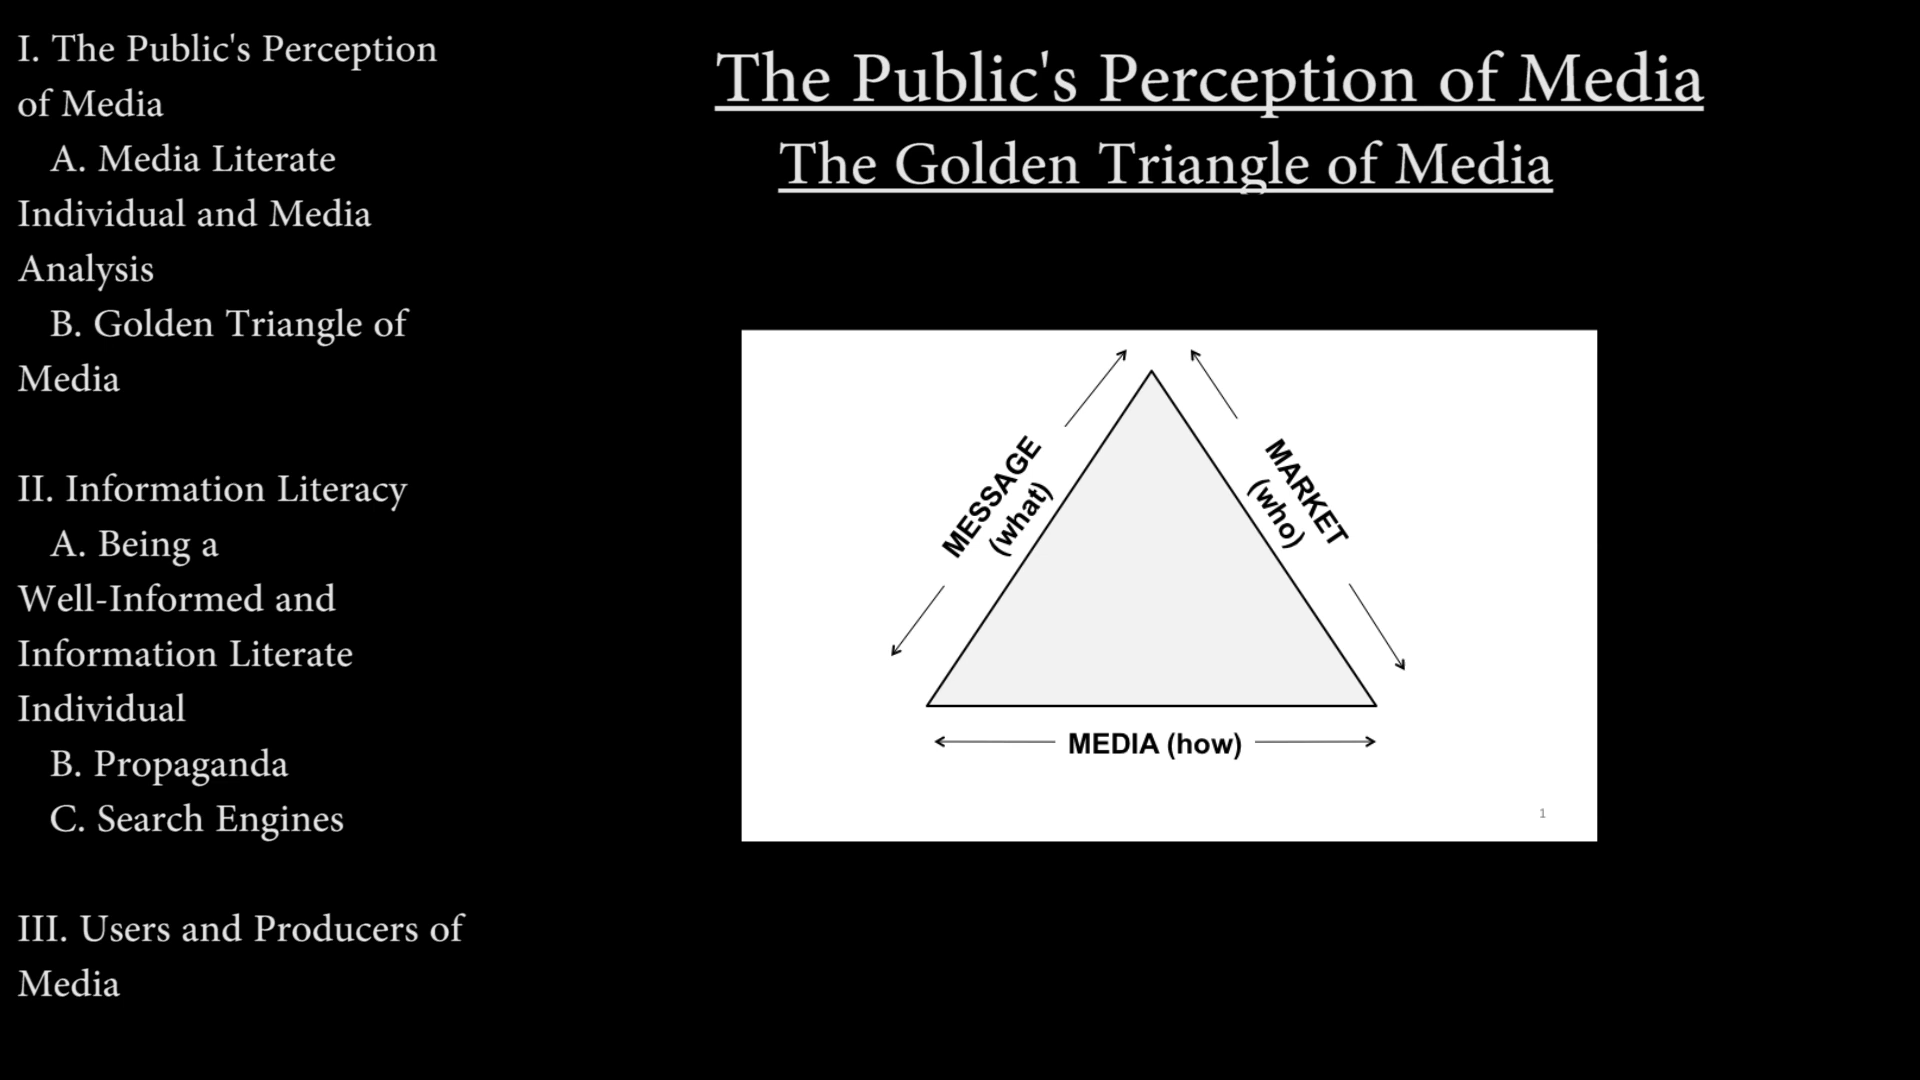 I. The Public's Perception
of Media
A. Media Literate
Individual and Media
Analysis
B. Golden Triangle of
Media
II. Information Literacy
A. Being a
Well-Informed and
Information Literate
Individual
B. Propaganda
C. Search Engines
III. Users and Producers of
Media
The Public's Perception of Media
The Golden Triangle of Media
MESSAGE
(what)
MARKET
(who)
MEDIA (how)
1